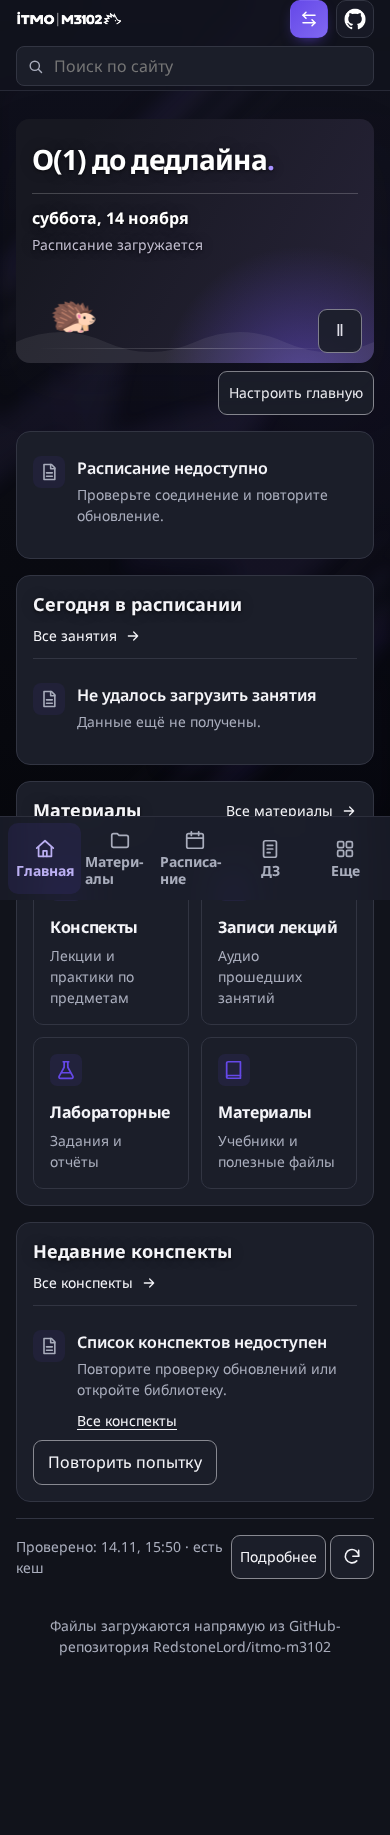 ITMO | M3102
Поиск по сайту
O(1) до дедлайна.
суббота, 14 ноября
Расписание загружается
Настроить главную
Расписание недоступно
Проверьте соединение и повторите
обновление.
Сегодня в расписании
Все занятия →
Не удалось загрузить занятия
Данные ещё не получены.
Материалы
Все материалы →
Главная
Матери-
алы
Расписа-
ние
ДЗ
Еще
Конспекты
Лекции и
практики по
предметам
Записи лекций
Аудио
прошедших
занятий
Лабораторные
Задания и
отчёты
Материалы
Учебники и
полезные файлы
Недавние конспекты
Все конспекты →
Список конспектов недоступен
Повторите проверку обновлений или
откройте библиотеку.
Все конспекты
Повторить попытку
Проверено: 14.11, 15:50 · есть
кеш
Подробнее
Файлы загружаются напрямую из GitHub-
репозитория RedstoneLord/itmo-m3102